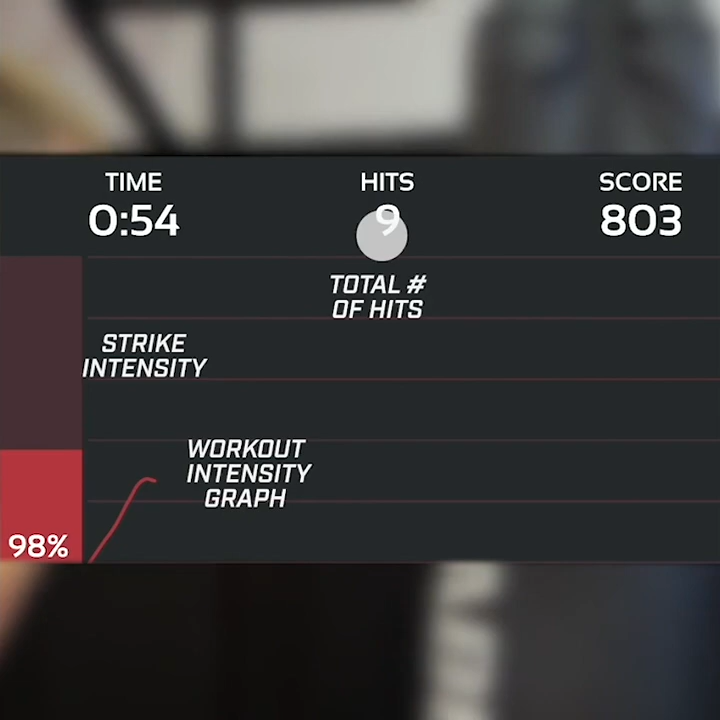 TIME HITS SCORE
0:54 9 803
TOTAL #
OF HITS
STRIKE
INTENSITY
WORKOUT
INTENSITY
GRAPH
98%